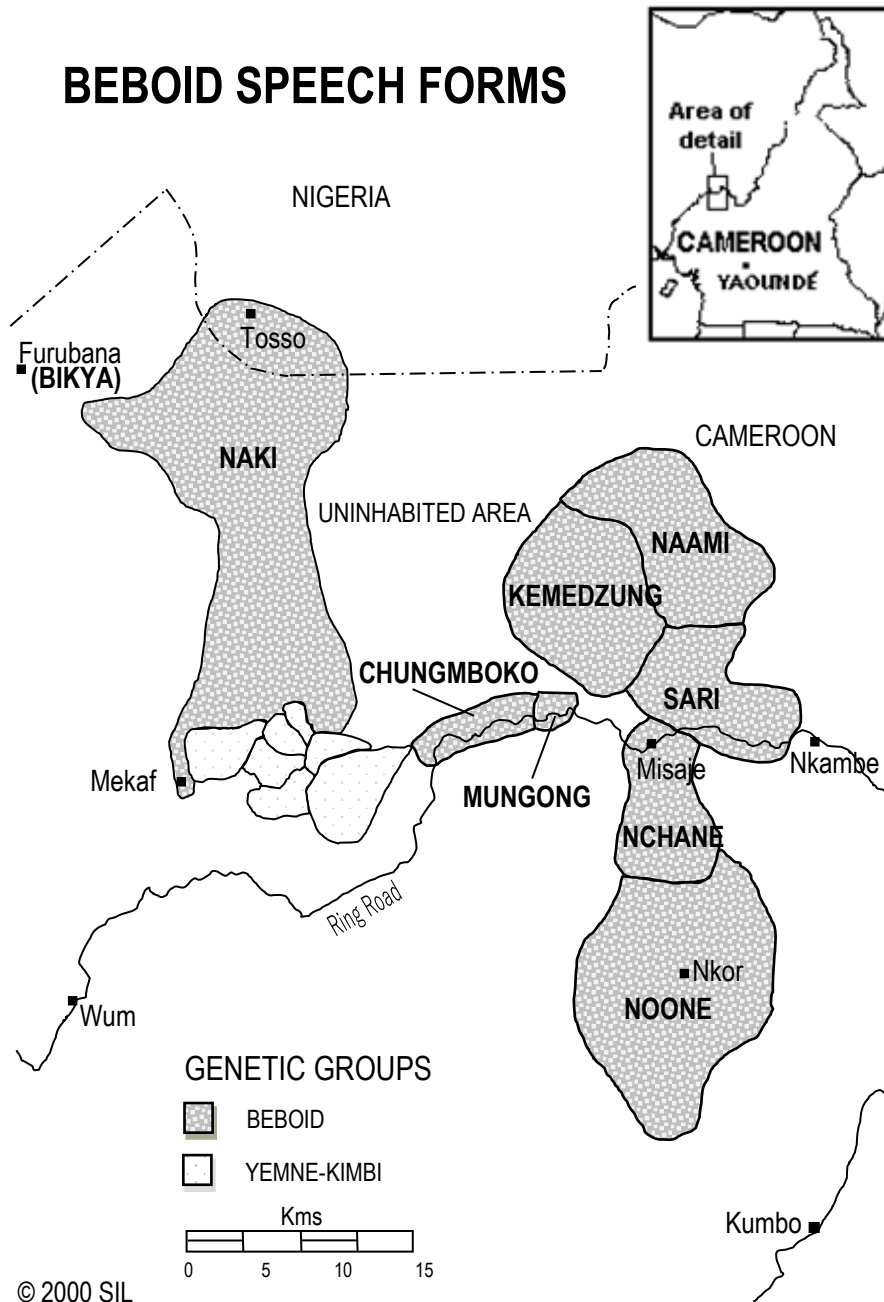 BEBOID SPEECH FORMS
Area of
detail
CAMEROON
YAOUNDÉ
NIGERIA
Tosso
Furubana
(BIKYA)
NAKI
CAMEROON
UNINHABITED AREA
NAAMI
KEMEDZUNG
CHUNGMBOKO
SARI
Mekaf
Misaje
Nkambe
MUNGONG
NCHANE
Ring Road
Nkor
NOONE
Wum
GENETIC GROUPS
BEBOID
YEMNE-KIMBI
Kms
0 5 10 15
Kumbo
© 2000 SIL